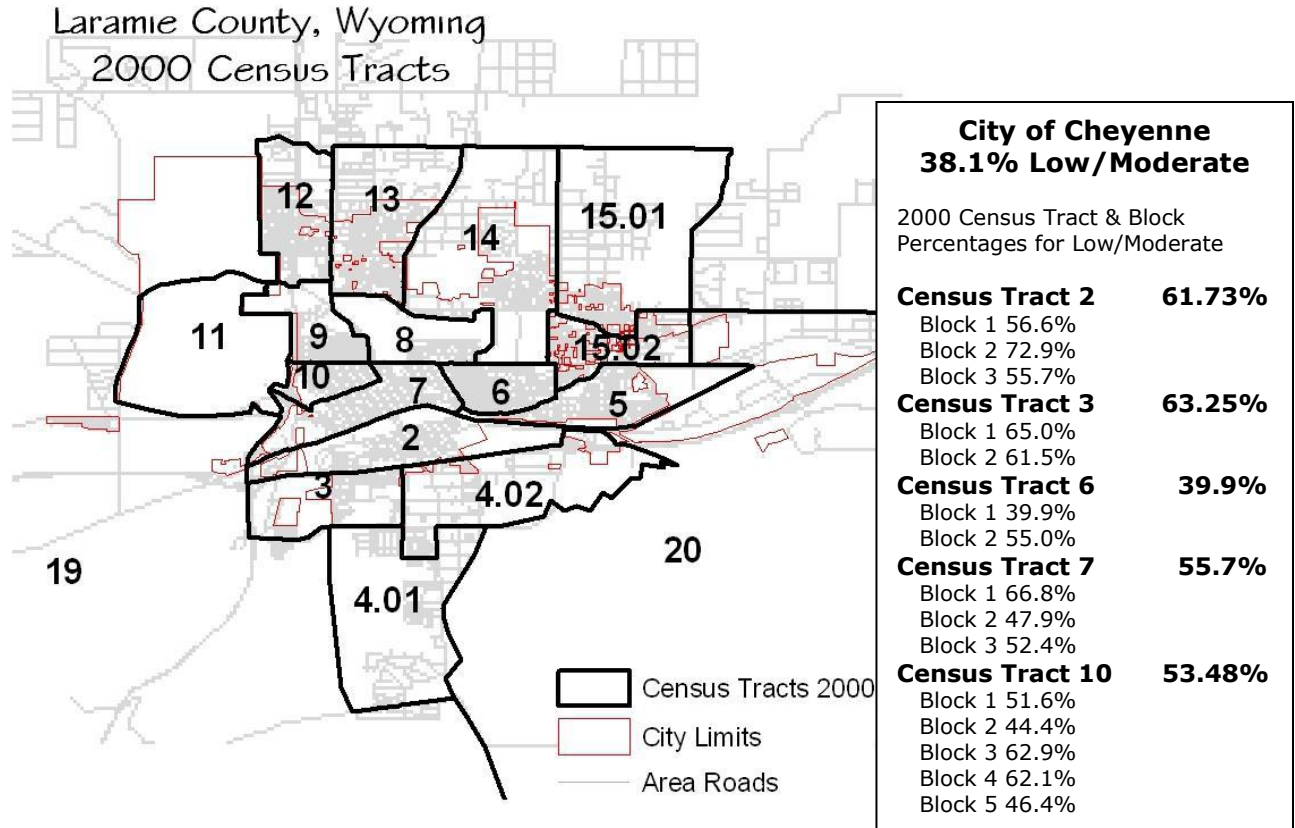 Laramie County, Wyoming
2000 Census Tracts
12
13
14
15.01
11
9
8
15.02
10
7
6
5
2
3
4.02
19
20
4.01
Census Tracts 2000
City Limits
Area Roads
City of Cheyenne
38.1% Low/Moderate
2000 Census Tract & Block
Percentages for Low/Moderate
Census Tract 2 61.73%
Block 1 56.6%
Block 2 72.9%
Block 3 55.7%
Census Tract 3 63.25%
Block 1 65.0%
Block 2 61.5%
Census Tract 6 39.9%
Block 1 39.9%
Block 2 55.0%
Census Tract 7 55.7%
Block 1 66.8%
Block 2 47.9%
Block 3 52.4%
Census Tract 10 53.48%
Block 1 51.6%
Block 2 44.4%
Block 3 62.9%
Block 4 62.1%
Block 5 46.4%